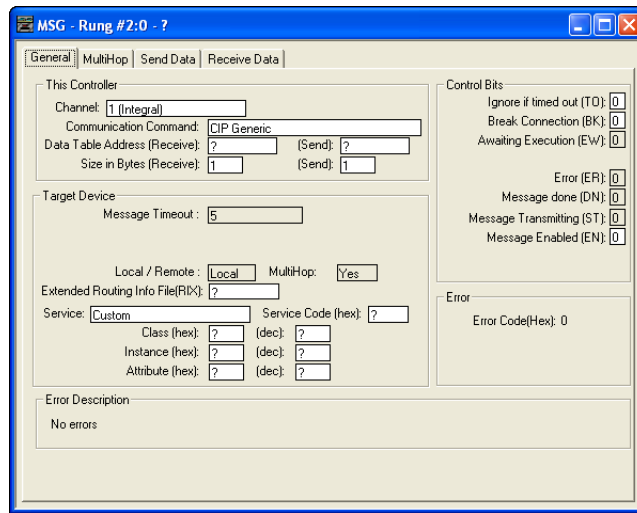 MSG - Rung #2:0 - ?
General MultiHop Send Data Receive Data
This Controller
Channel: 1 (Integral)
Communication Command: CIP Generic
Data Table Address (Receive): ? (Send): ?
Size in Bytes (Receive): 1 (Send): 1
Target Device
Message Timeout : 5
Local / Remote : Local MultiHop: Yes
Extended Routing Info File(RIX): ?
Service: Custom Service Code (hex): ?
Class (hex): ? (dec): ?
Instance (hex): ? (dec): ?
Attribute (hex): ? (dec): ?
Control Bits
Ignore if timed out (TO): 0
Break Connection (BK): 0
Awaiting Execution (EW): 0
Error (ER): 0
Message done (DN): 0
Message Transmitting (ST): 0
Message Enabled (EN): 0
Error
Error Code(Hex): 0
Error Description
No errors